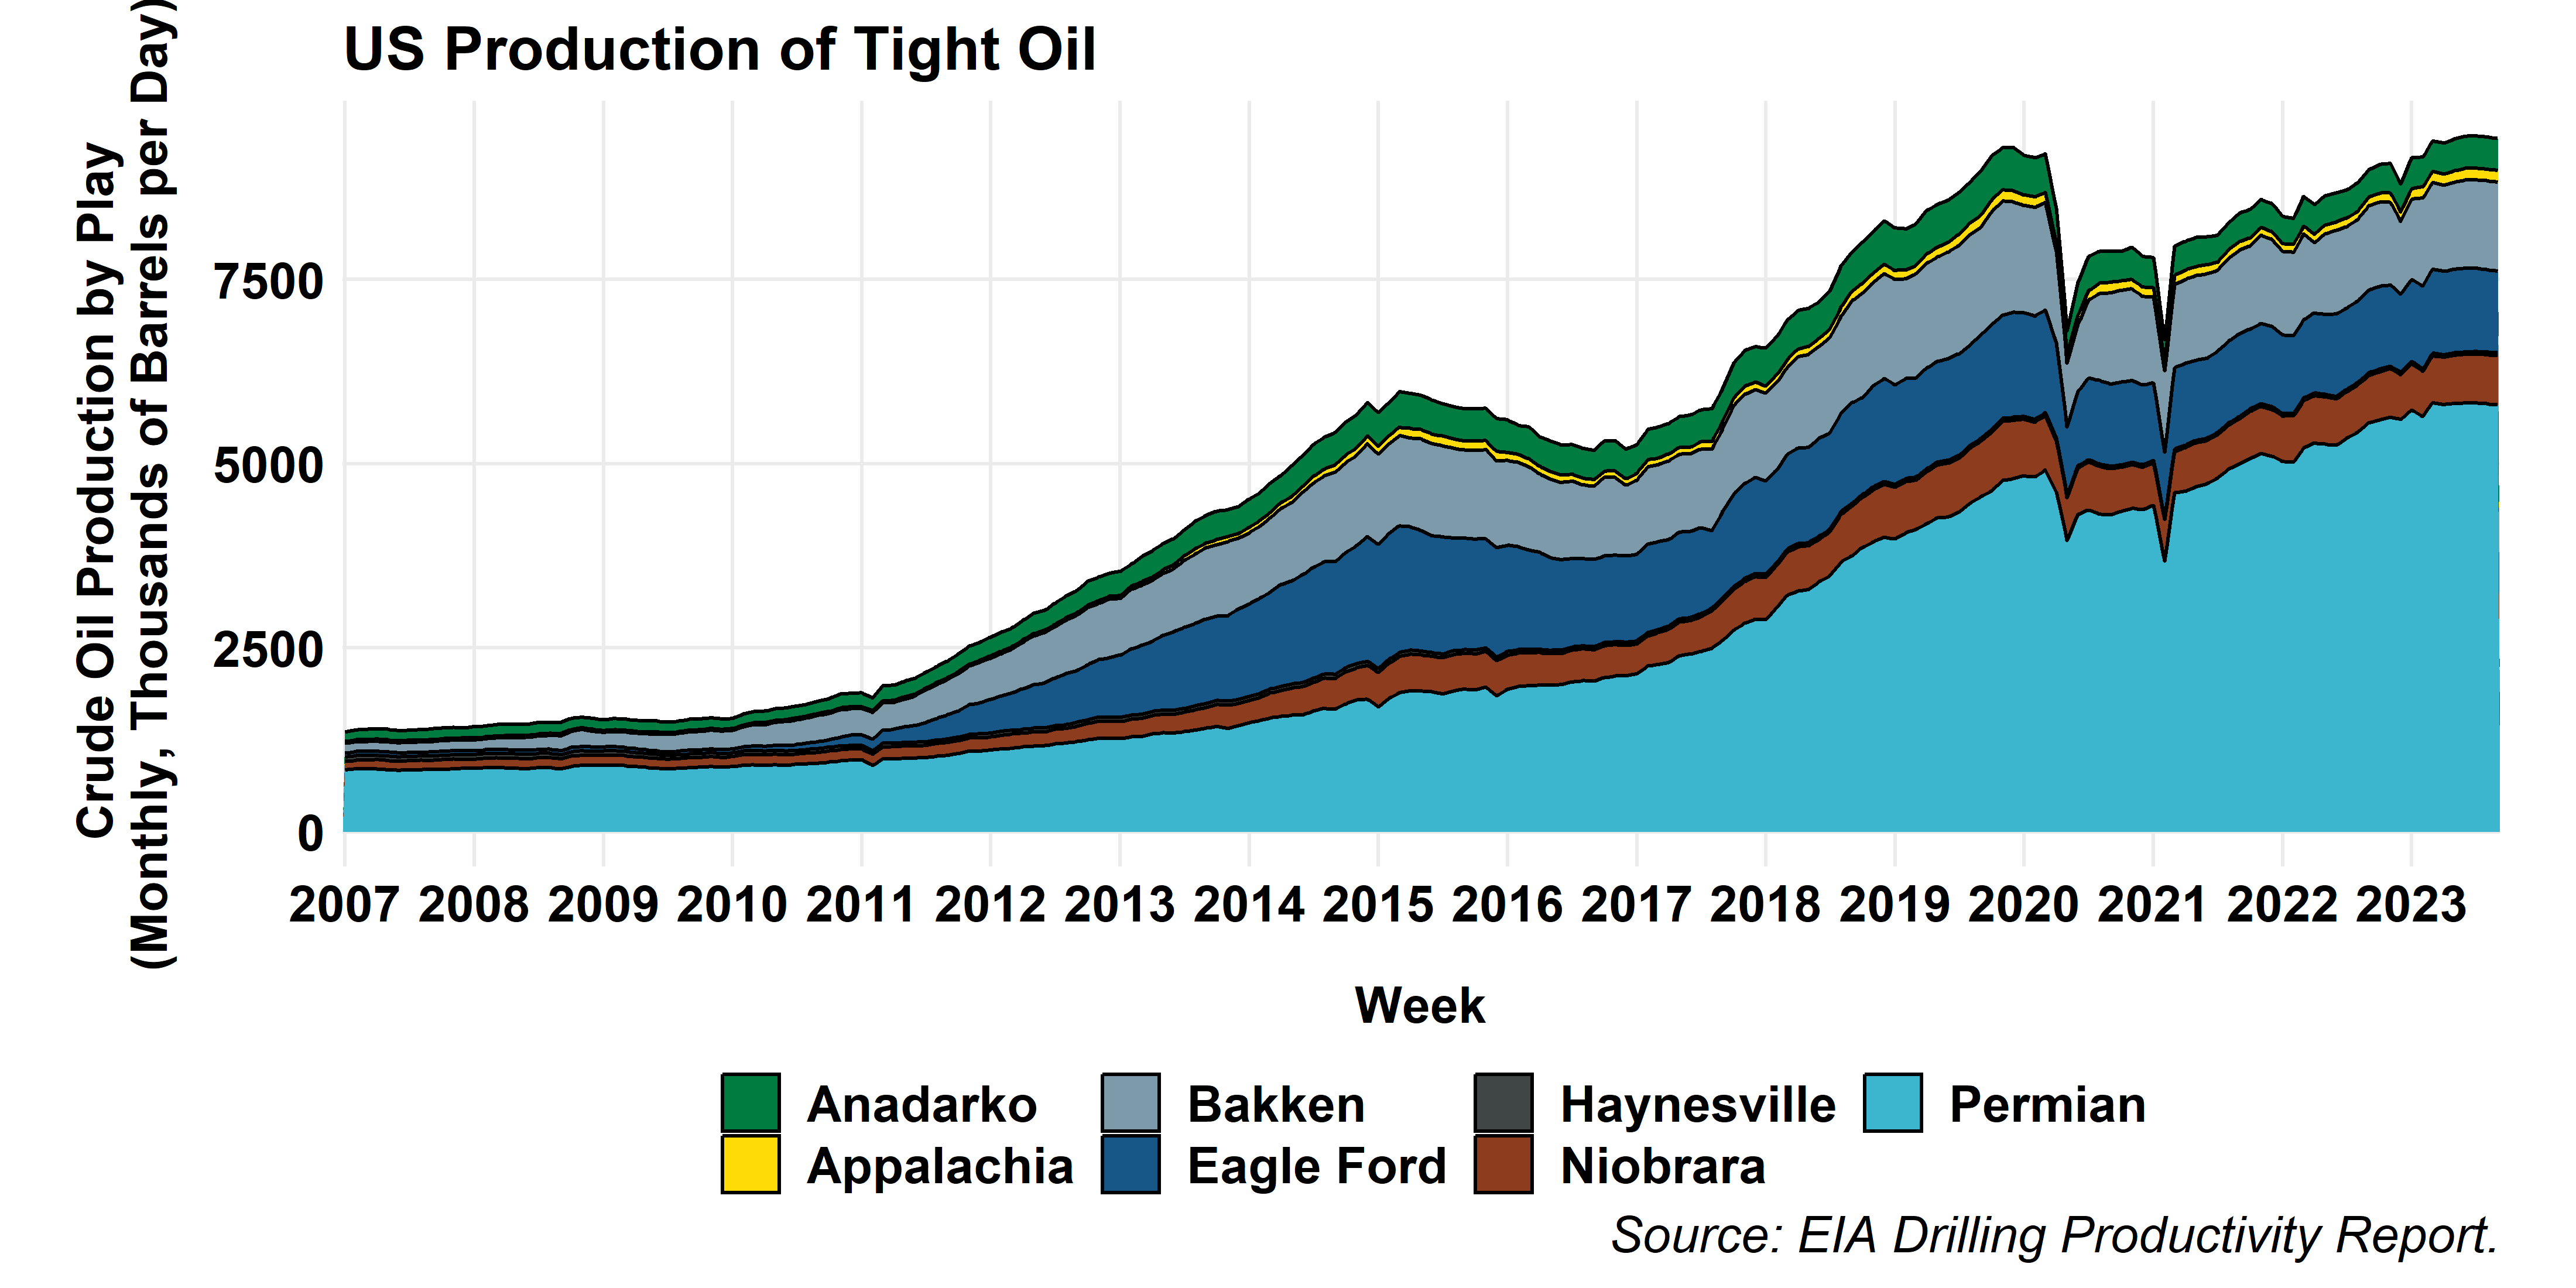 US Production of Tight Oil
Crude Oil Production by Play
(Monthly, Thousands of Barrels per Day)
7500
5000
2500
0
2007 2008 2009 2010 2011 2012 2013 2014 2015 2016 2017 2018 2019 2020 2021 2022 2023
Week
Anadarko Bakken Haynesville Permian
Appalachia Eagle Ford Niobrara
Source: EIA Drilling Productivity Report.